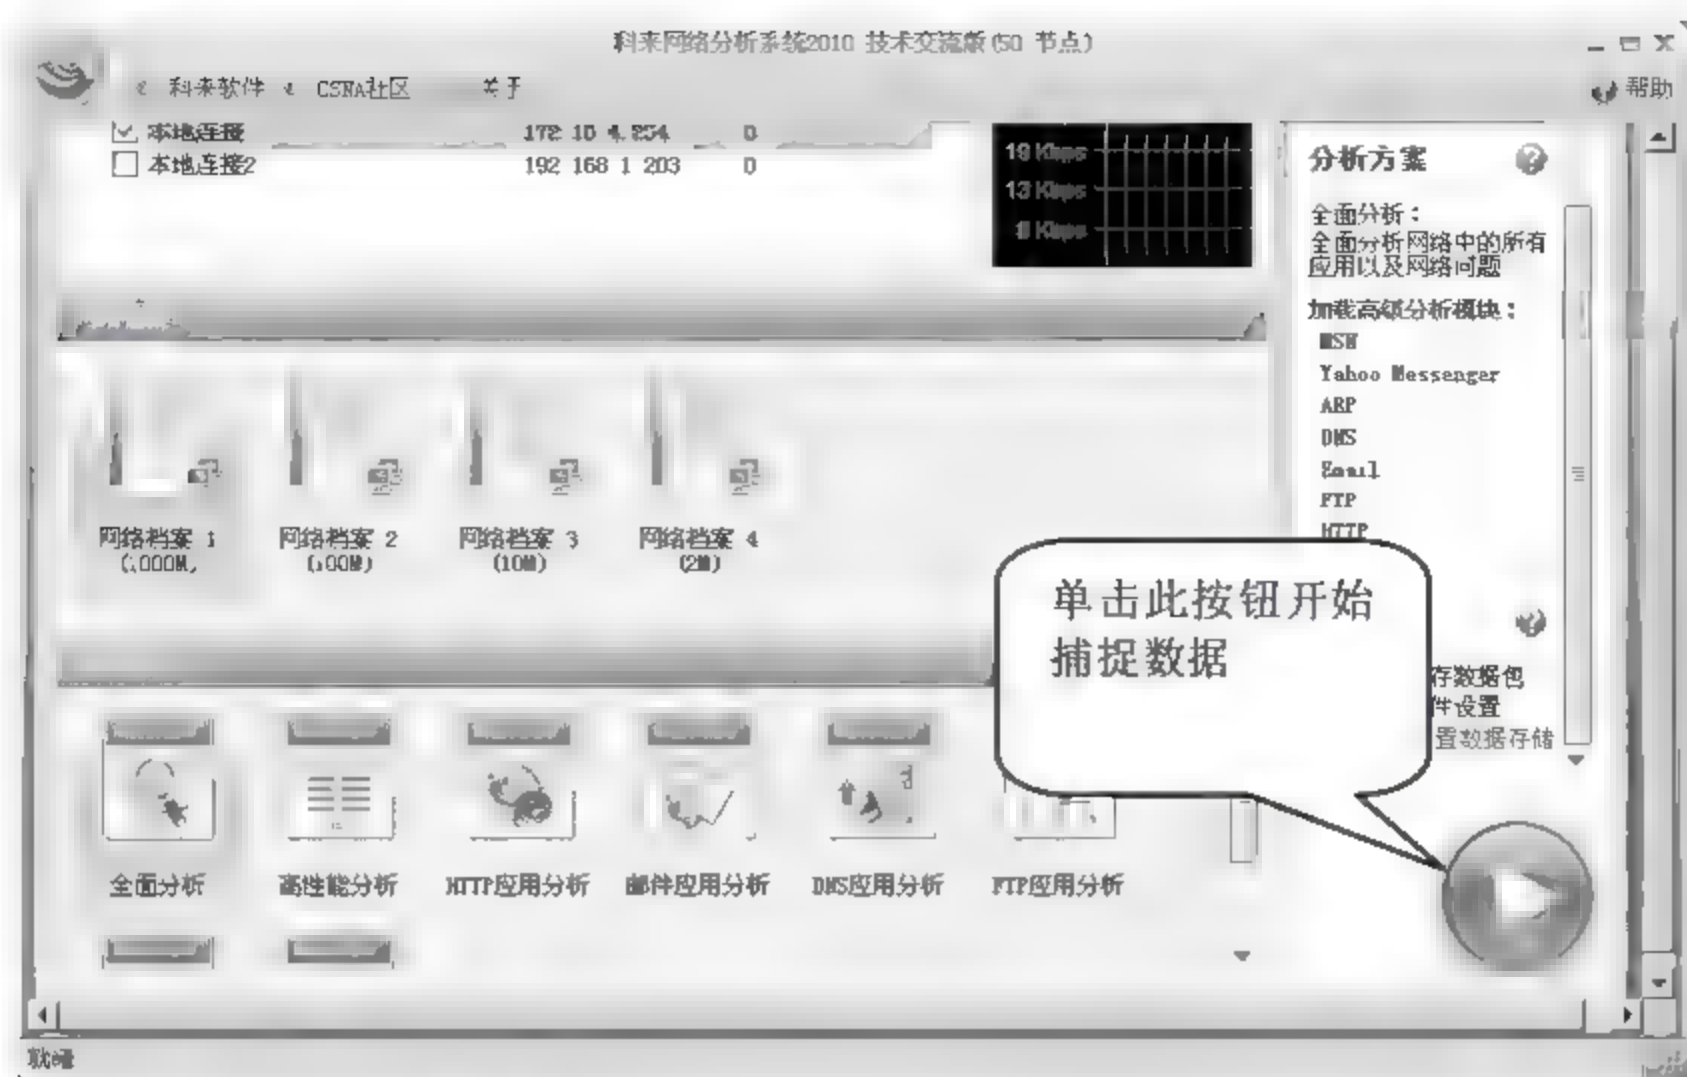 科来网络分析系统2010 技术交流版(50 节点)
科来软件 CSNA社区 关于
帮助
本地连接 172 10 4.254 0
本地连接2 192 168 1 203 0
19 Kbps
13 Kbps
Kbps
分析方案
全面分析：
全面分析网络中的所有
应用以及网络问题
加载高级分析模块：
MSN
Yahoo Messenger
ARP
DNS
Email
FTP
HTTP
网络档案 1
网络档案 2
(100M)
网络档案 3
(10M)
网络档案 4
(2M)
单击此按钮开始
捕捉数据
存数据包
件设置
置数据存储
全面分析
高性能分析
HTTP应用分析
邮件应用分析
DNS应用分析
FTP应用分析